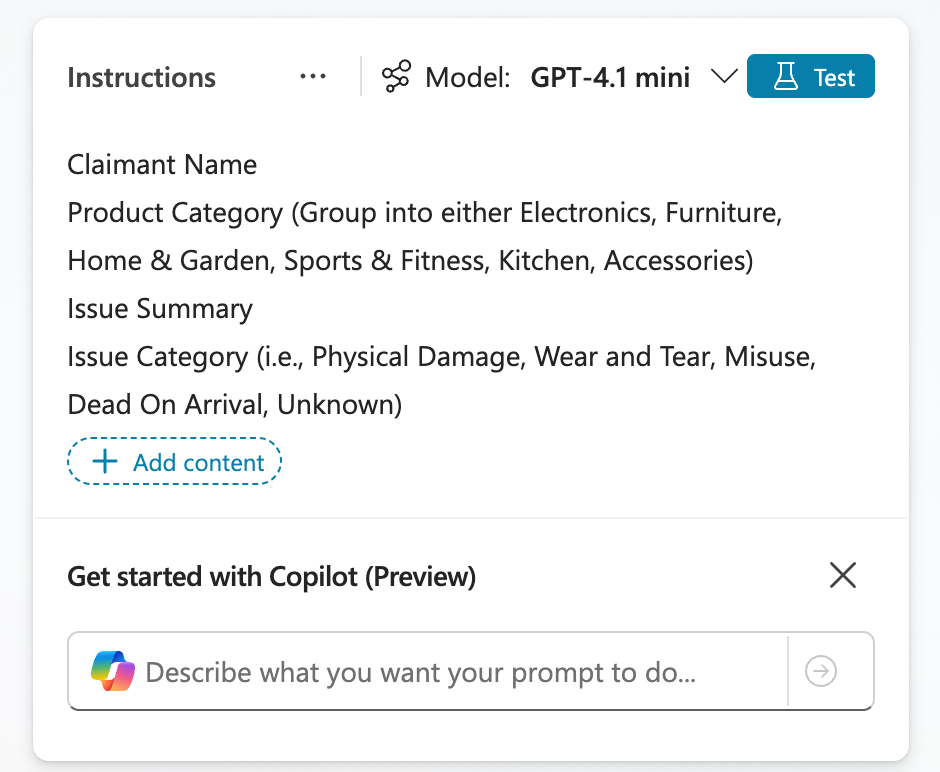 Instructions ... Model: GPT-4.1 mini Test
Claimant Name
Product Category (Group into either Electronics, Furniture,
Home & Garden, Sports & Fitness, Kitchen, Accessories)
Issue Summary
Issue Category (i.e., Physical Damage, Wear and Tear, Misuse,
Dead On Arrival, Unknown)
+ Add content
Get started with Copilot (Preview)
Describe what you want your prompt to do...